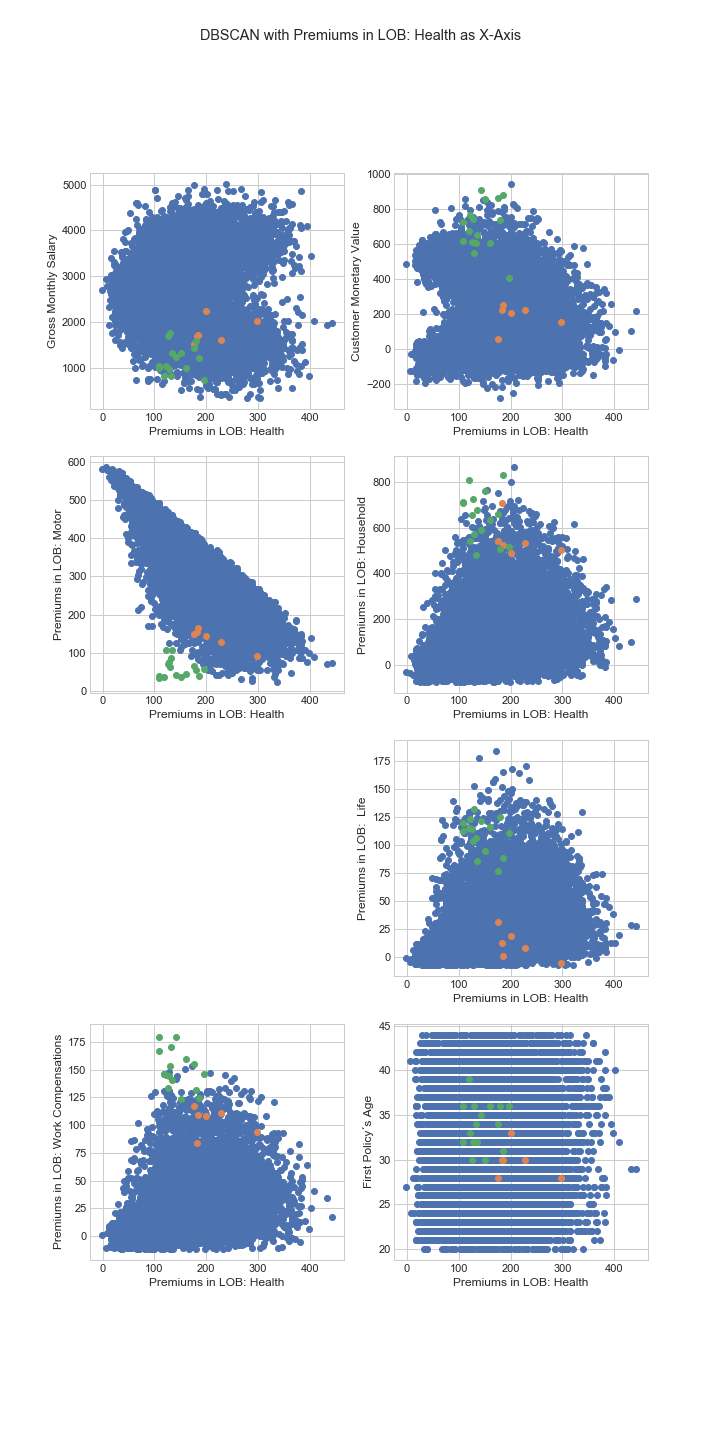 DBSCAN with Premiums in LOB: Health as X-Axis
5000
4000
3000
2000
1000
Gross Monthly Salary
0 100 200 300 400
Premiums in LOB: Health
1000
800
600
400
200
0
−200
Customer Monetary Value
0 100 200 300 400
Premiums in LOB: Health
600
500
400
300
200
100
0
Premiums in LOB: Motor
0 100 200 300 400
Premiums in LOB: Health
800
600
400
200
0
Premiums in LOB: Household
0 100 200 300 400
Premiums in LOB: Health
175
150
125
100
75
50
25
0
Premiums in LOB:  Life
0 100 200 300 400
Premiums in LOB: Health
175
150
125
100
75
50
25
0
Premiums in LOB: Work Compensations
0 100 200 300 400
Premiums in LOB: Health
45
40
35
30
25
20
First Policy´s Age
0 100 200 300 400
Premiums in LOB: Health